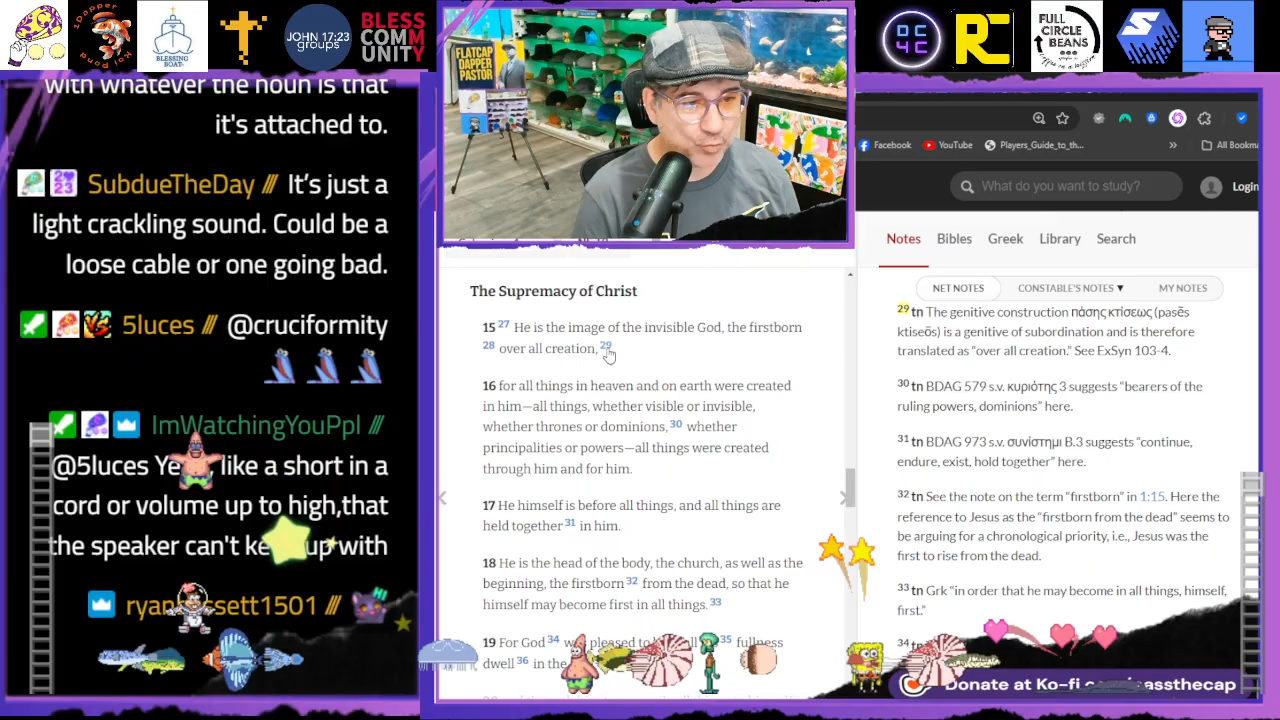 BLESSING
BOAT
JOHN 17:23
groups
BLESS
COMM
UNITY
OC
4C
RC
FULL
CIRCLE
BEANS
with whatever the noun is that
it's attached to.
SubdueTheDay /// It's just a
light crackling sound. Could be a
loose cable or one going bad.
5luces /// @cruciformity
ImWatchingYouPpl ///
@5luces Ye like a short in a
cord or volume up to high,that
the speaker can't ke up with
FLATCAP
DAPPER
PASTOR
Facebook YouTube Players_Guide_to_th... » All Bookma
What do you want to study? Login
Notes Bibles Greek Library Search
NET NOTES CONSTABLE'S NOTES ▼ MY NOTES
The Supremacy of Christ
15 27 He is the image of the invisible God, the firstborn
28 over all creation, 29
16 for all things in heaven and on earth were created
in him—all things, whether visible or invisible,
whether thrones or dominions, 30 whether
principalities or powers—all things were created
through him and for him.
17 He himself is before all things, and all things are
held together 31 in him.
18 He is the head of the body, the church, as well as the
beginning, the firstborn 32 from the dead, so that he
himself may become first in all things. 33
19 For God 34 w pleased to 35 fullness
dwell 36 in the
29 tn The genitive construction πάσης κτίσεως (pasēs
ktiseōs) is a genitive of subordination and is therefore
translated as “over all creation.” See ExSyn 103-4.
30 tn BDAG 579 s.v. κυριότης 3 suggests “bearers of the
ruling powers, dominions” here.
31 tn BDAG 973 s.v. συνίστημι B.3 suggests “continue,
endure, exist, hold together” here.
32 tn See the note on the term “firstborn” in 1:15. Here the
reference to Jesus as the “firstborn from the dead” seems to
be arguing for a chronological priority, i.e., Jesus was the
first to rise from the dead.
33 tn Grk “in order that he may become in all things, himself,
first.”
34
Donate at Ko-fi assthecap